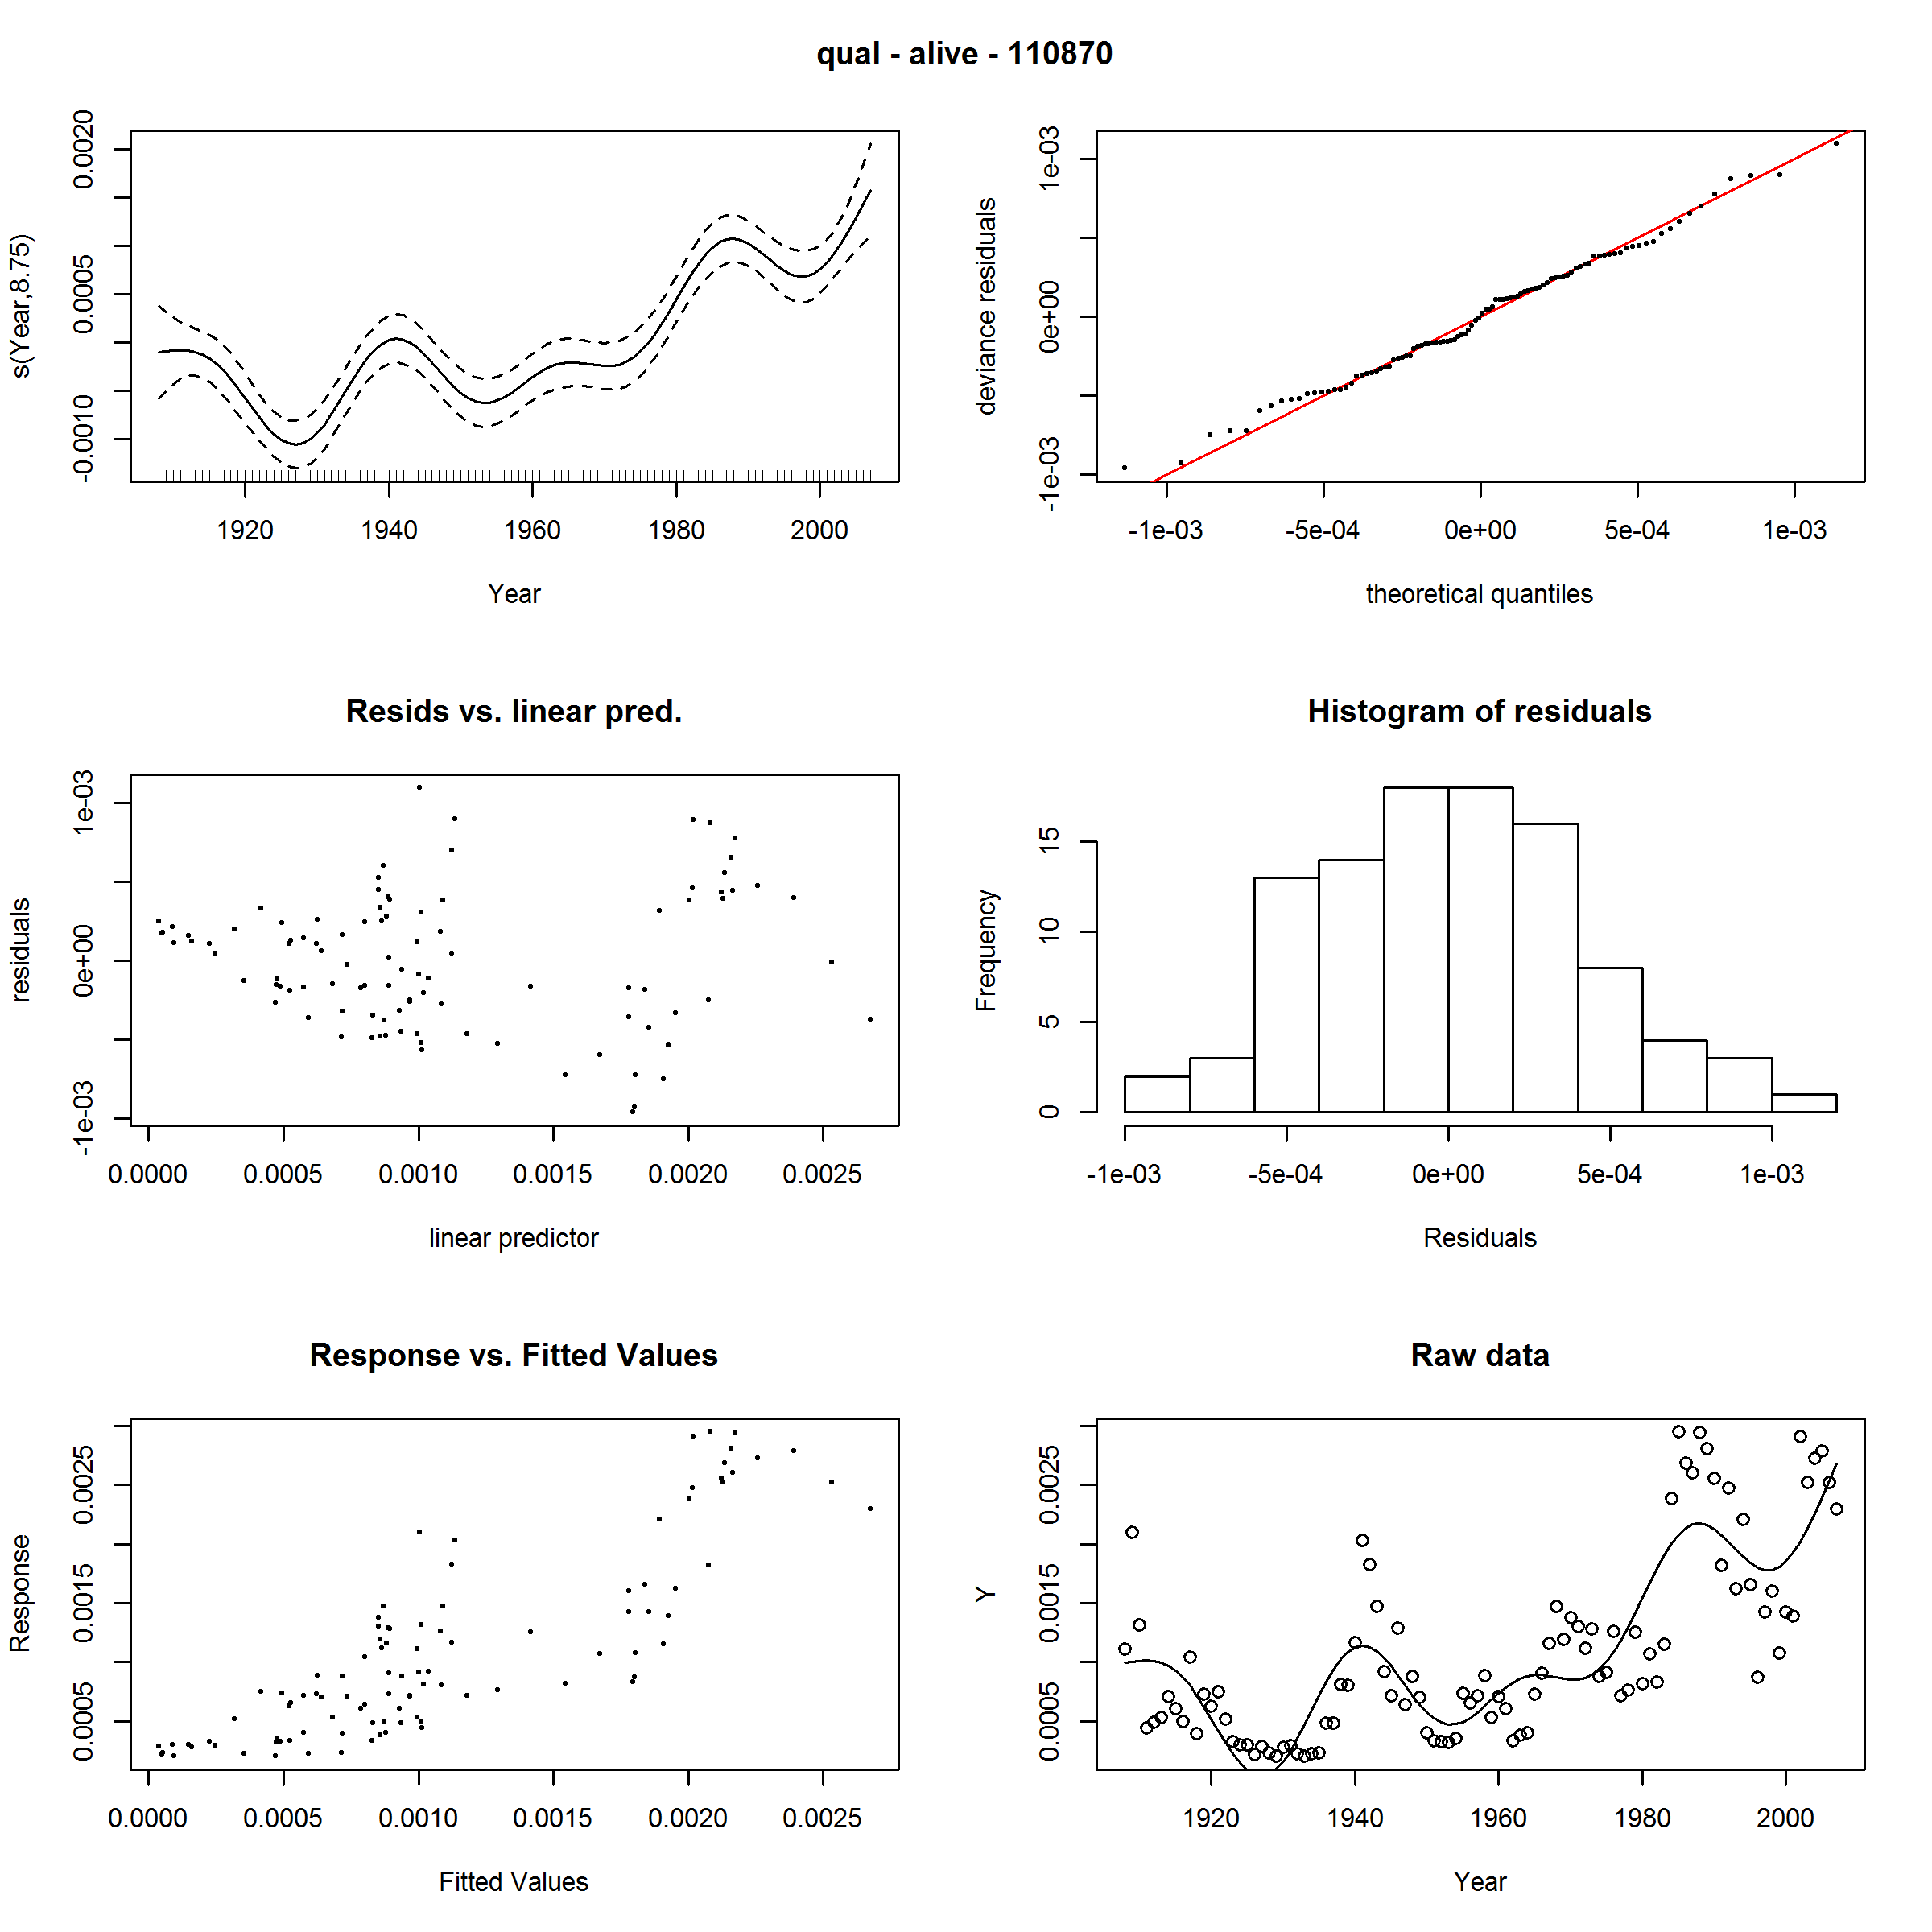 qual - alive - 110870
s(Year,8.75)
-0.0010 0.0005 0.0020
1920 1940 1960 1980 2000
Year
deviance residuals
-1e-03 0e+00 1e-03
-1e-03 -5e-04 0e+00 5e-04 1e-03
theoretical quantiles
Resids vs. linear pred.
residuals
-1e-03 0e+00 1e-03
0.0000 0.0005 0.0010 0.0015 0.0020 0.0025
linear predictor
Histogram of residuals
Frequency
0 5 10 15
-1e-03 -5e-04 0e+00 5e-04 1e-03
Residuals
Response vs. Fitted Values
Response
0.0005 0.0015 0.0025
0.0000 0.0005 0.0010 0.0015 0.0020 0.0025
Fitted Values
Raw data
Y
0.0005 0.0015 0.0025
1920 1940 1960 1980 2000
Year